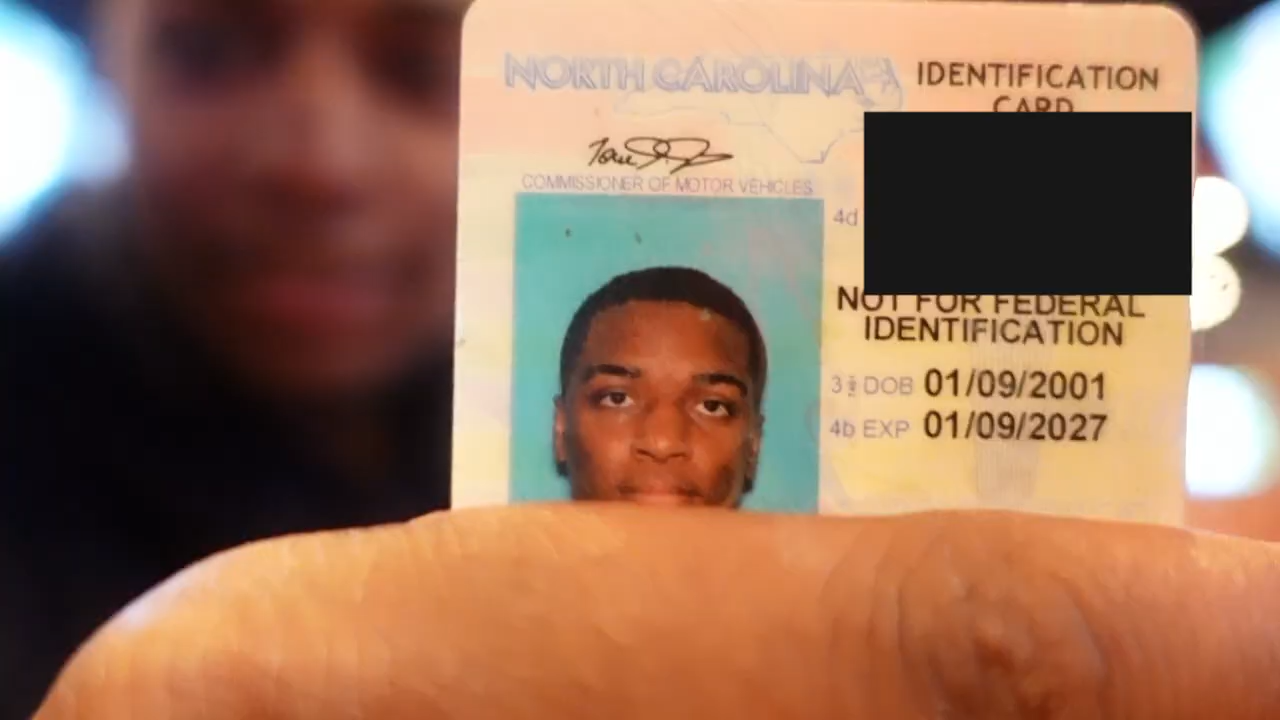 NORTH CAROLINA
IDENTIFICATION
CARD
COMMISSIONER OF MOTOR VEHICLES
4d
NOT FOR FEDERAL
IDENTIFICATION
3 DOB 01/09/2001
4b EXP 01/09/2027